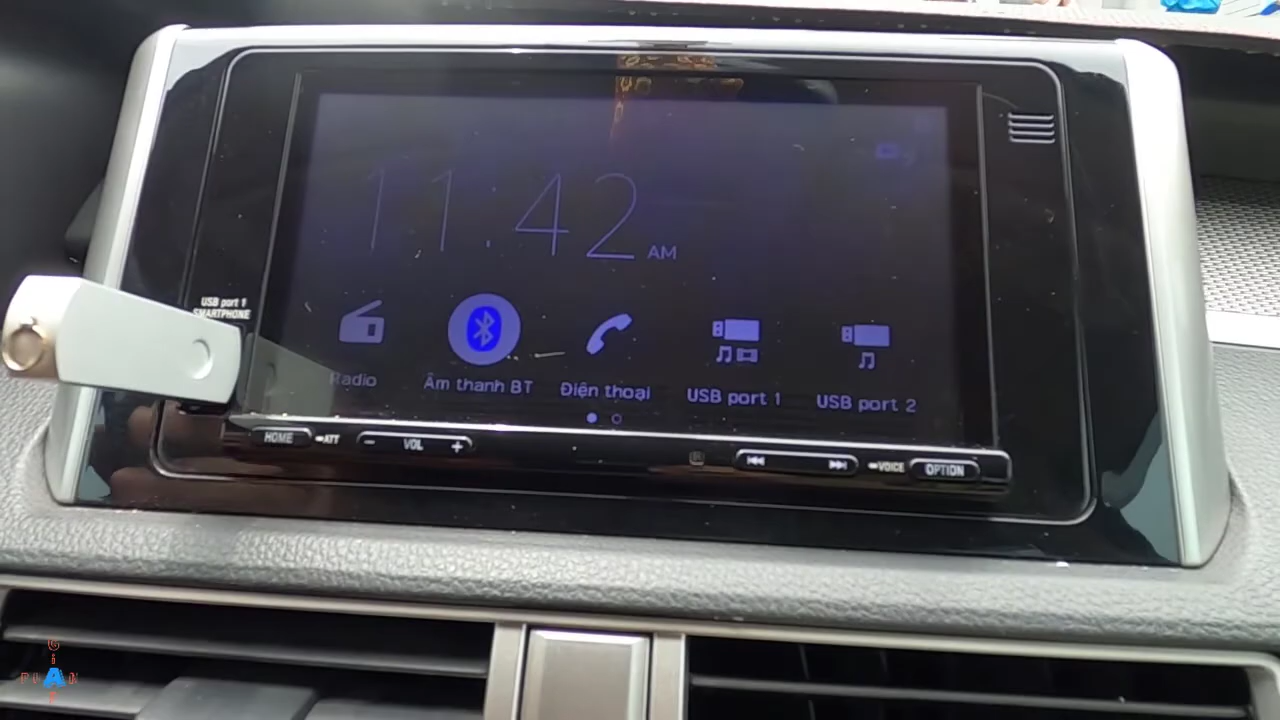 11:42 AM
USB port 1
SMARTPHONE
Radio
Âm thanh BT
Điện thoại
USB port 1
USB port 2
HOME
ATT
- VOL +
VOICE
OPTION